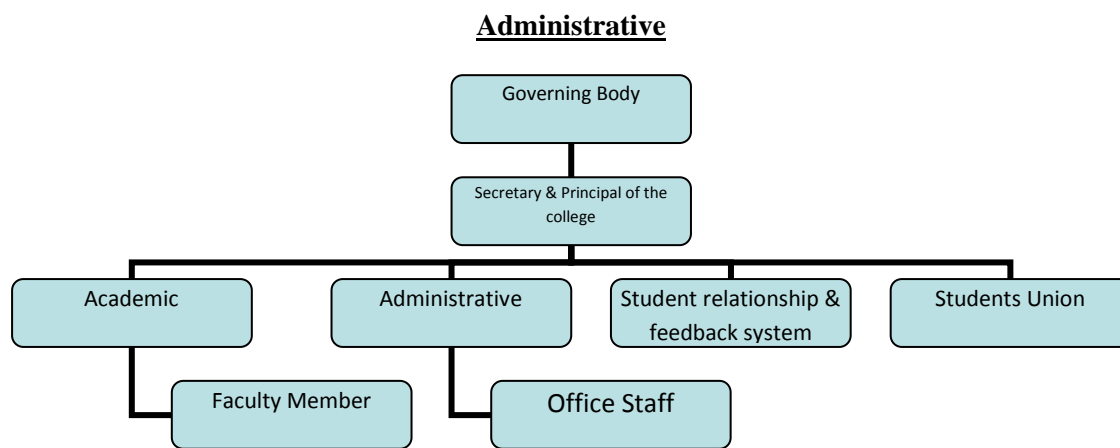 Administrative
Governing Body
Secretary & Principal of the
college
Academic
Administrative
Student relationship &
feedback system
Students Union
Faculty Member
Office Staff